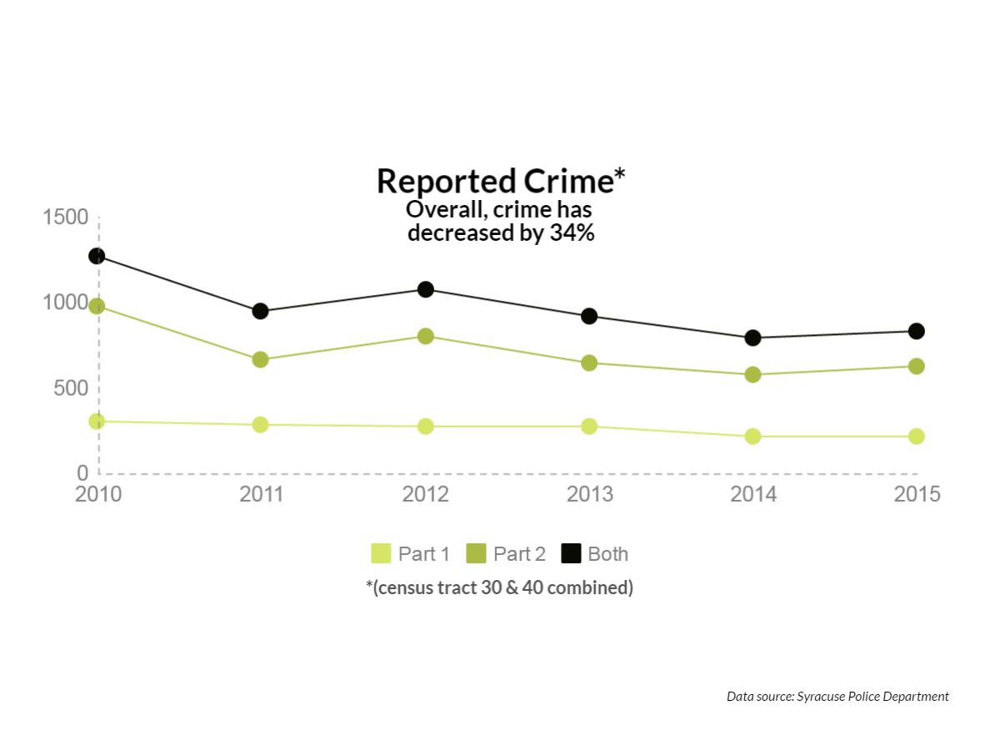 Reported Crime*
Overall, crime has
decreased by 34%
1500
1000
500
0
2010 2011 2012 2013 2014 2015
Part 1 Part 2 Both
*(census tract 30 & 40 combined)
Data source: Syracuse Police Department